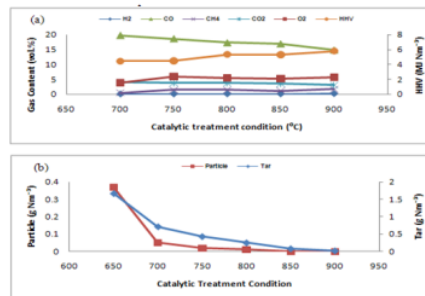 (a)
H2 CO CH4 CO2 O2 HHV
Gas Content (vol.%)
20
15
10
5
0
8
6
4
2
0
HHV (MJ Nm⁻³)
650 700 750 800 850 900 950
Catalytic treatment condition (⁰C)
(b)
Particle Tar
Particle (g Nm⁻³)
0.4
0.3
0.2
0.1
0
2
1.5
1
0.5
0
Tar (g Nm⁻³)
600 650 700 750 800 850 900 950
Catalytic Treatment Condition